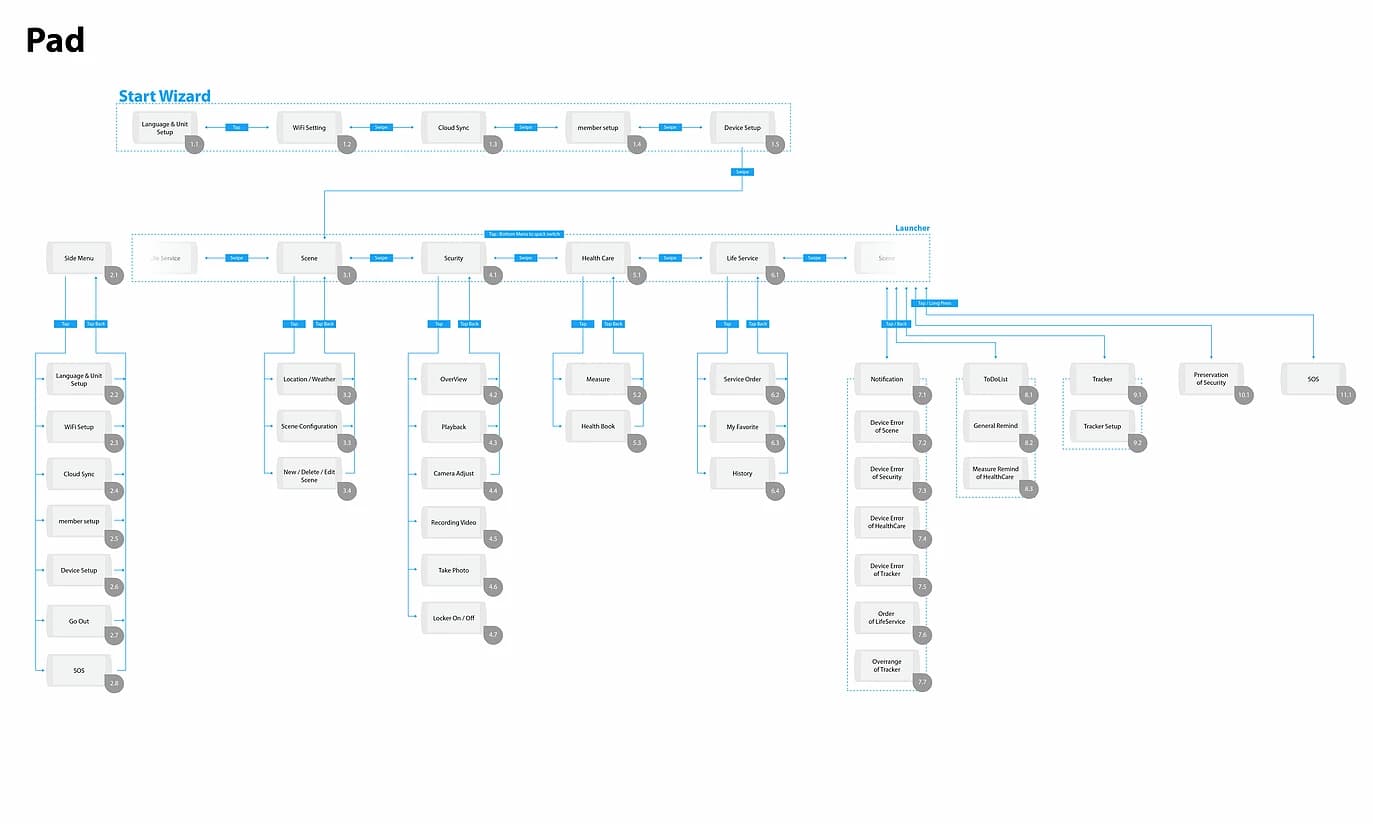 Pad
Start Wizard
Language & Unit
Setup
1.1
Tap
WiFi Setting
1.2
Swipe
Cloud Sync
1.3
Swipe
member setup
1.4
Swipe
Device Setup
1.5
Swipe
Launcher
Tap : Bottom Menu to quick switch
Side Menu
2.1
Life Service
Swipe
Scene
3.1
Swipe
Scurity
4.1
Swipe
Health Care
5.1
Swipe
Life Service
6.1
Swipe
Scene
Tap / Long Press
Tap
Tap Back
Tap
Tap Back
Tap
Tap Back
Tap
Tap Back
Tap
Tap Back
Tap / Back
Language & Unit
Setup
2.2
WiFi Setup
2.3
Cloud Sync
2.4
member setup
2.5
Device Setup
2.6
Go Out
2.7
SOS
2.8
Location / Weather
3.2
Scene Configuration
3.3
New / Delete / Edit
Scene
3.4
OverView
4.2
Playback
4.3
Camera Adjust
4.4
Recording Video
4.5
Take Photo
4.6
Locker On / Off
4.7
Measure
5.2
Health Book
5.3
Service Order
6.2
My Favorite
6.3
History
6.4
Notification
7.1
Device Error
of Scene
7.2
Device Error
of Security
7.3
Device Error
of HealthCare
7.4
Device Error
of Tracker
7.5
Order
of LifeService
7.6
Overrange
of Tracker
7.7
ToDoList
8.1
General Remind
8.2
Measure Remind
of HealthCare
8.3
Tracker
9.1
Tracker Setup
9.2
Preservation
of Security
10.1
SOS
11.1